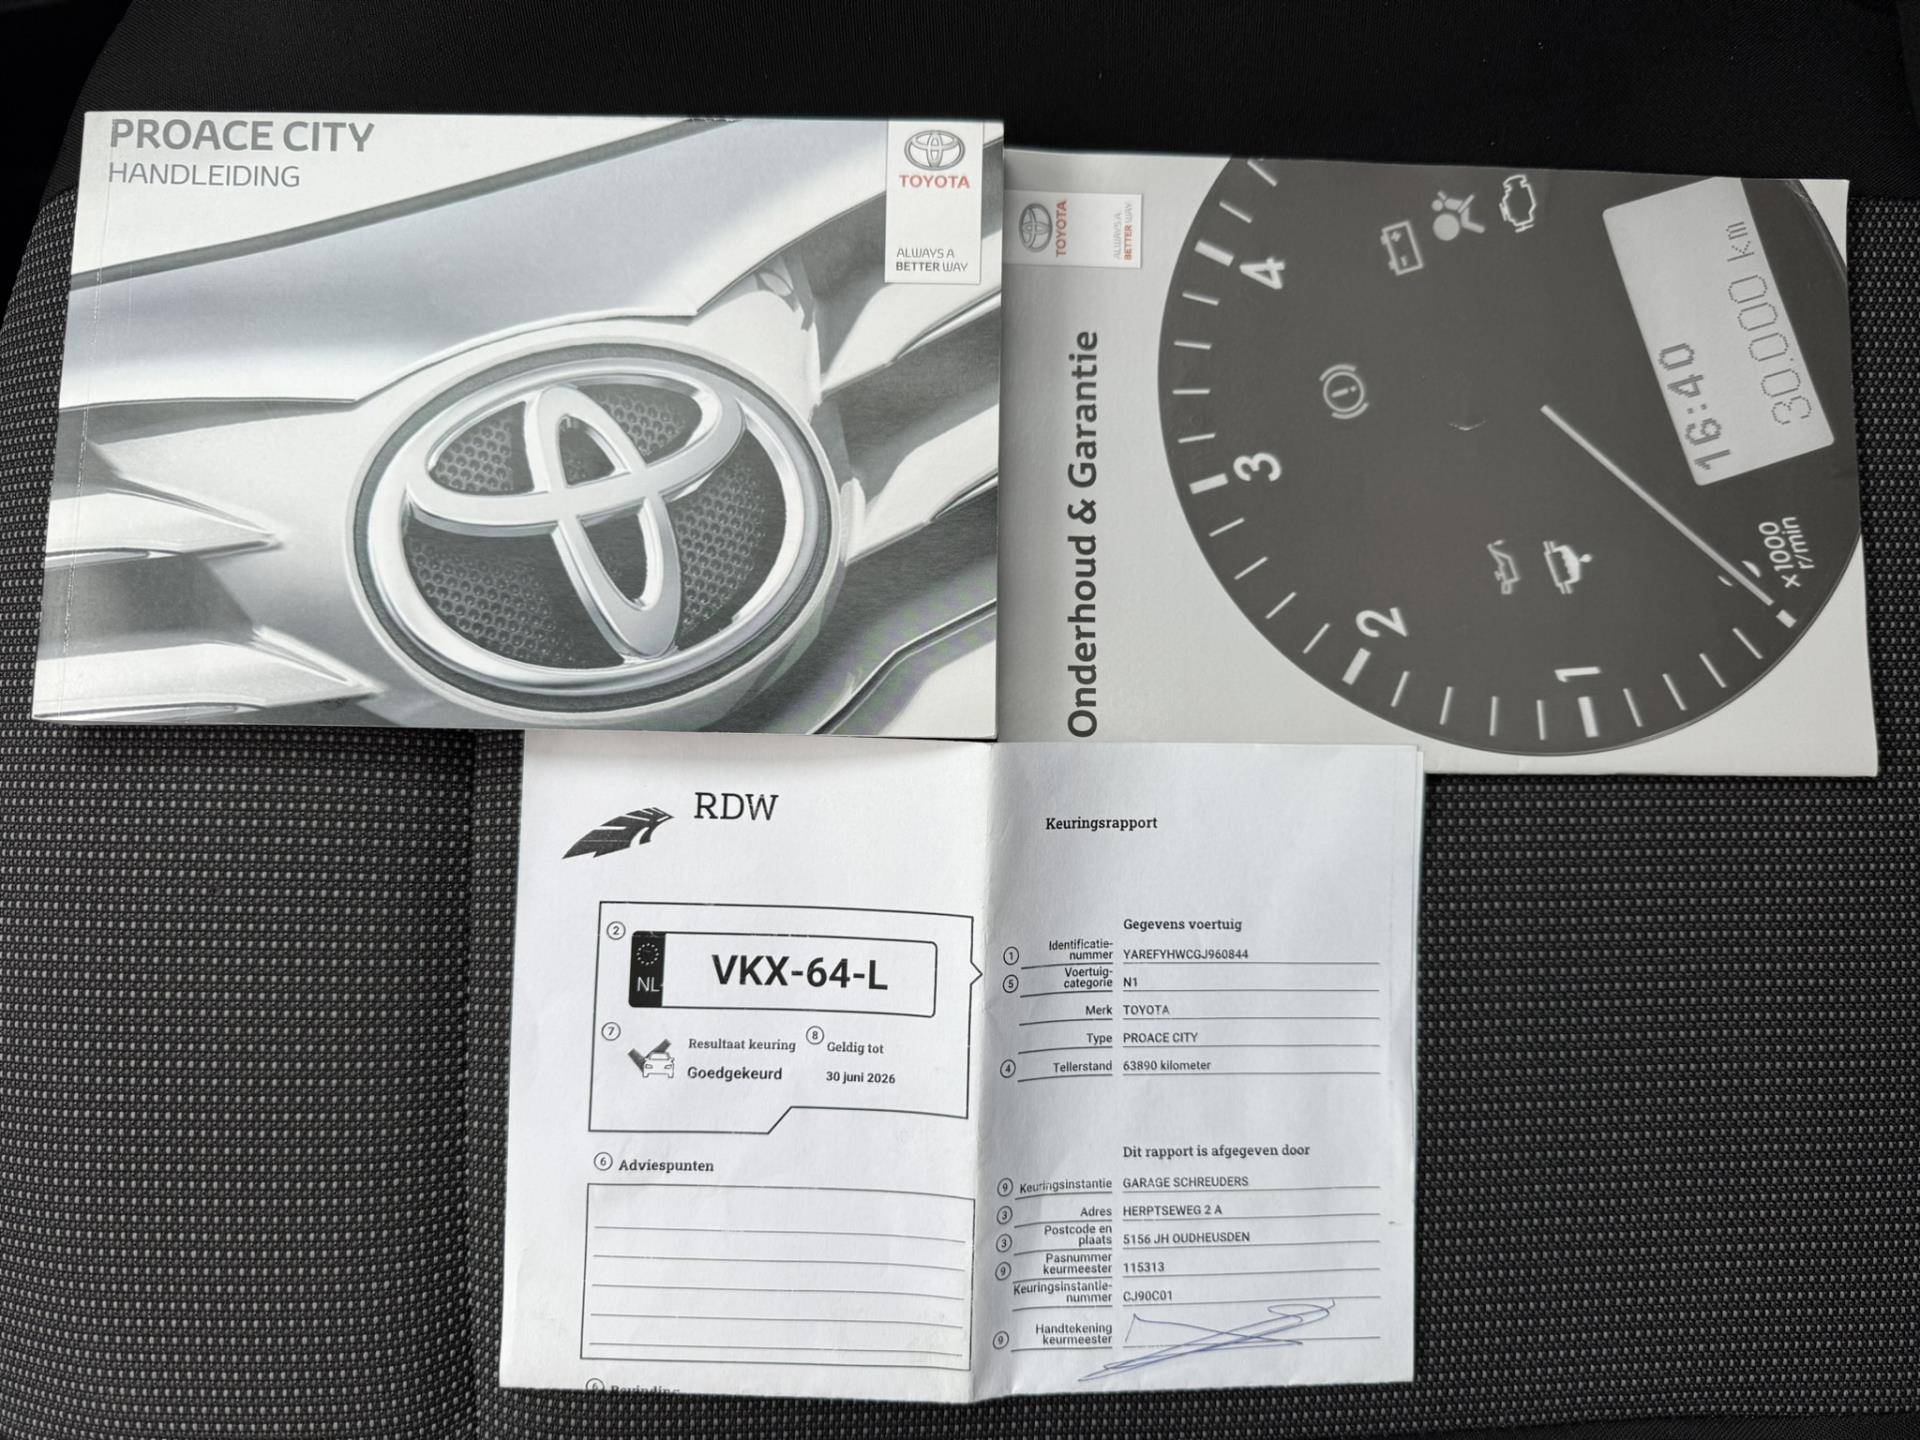 PROACE CITY
HANDLEIDING
TOYOTA
ALWAYS A
BETTER WAY
TOYOTA
ALWAYS A
BETTER WAY
Onderhoud & Garantie
4
3
2
1
16:40
30.000 km
x1000
r/min
RDW
2
NL
VKX-64-L
7
Resultaat keuring
Goedgekeurd
8
Geldig tot
30 juni 2026
6 Adviespunten
6
Keuringsrapport
Gegevens voertuig
1 Identificatie-
nummer YAREFYHWCGJ960844
5 Voertuig-
categorie N1
Merk TOYOTA
Type PROACE CITY
4 Tellerstand 63890 kilometer
Dit rapport is afgegeven door
9 Keuringsinstantie GARAGE SCHREUDERS
3 Adres HERPTSEWEG 2 A
3 Postcode en
plaats 5156 JH OUDHEUSDEN
9 Pasnummer
keurmeester 115313
Keuringsinstantie-
nummer CJ90C01
9 Handtekening
keurmeester